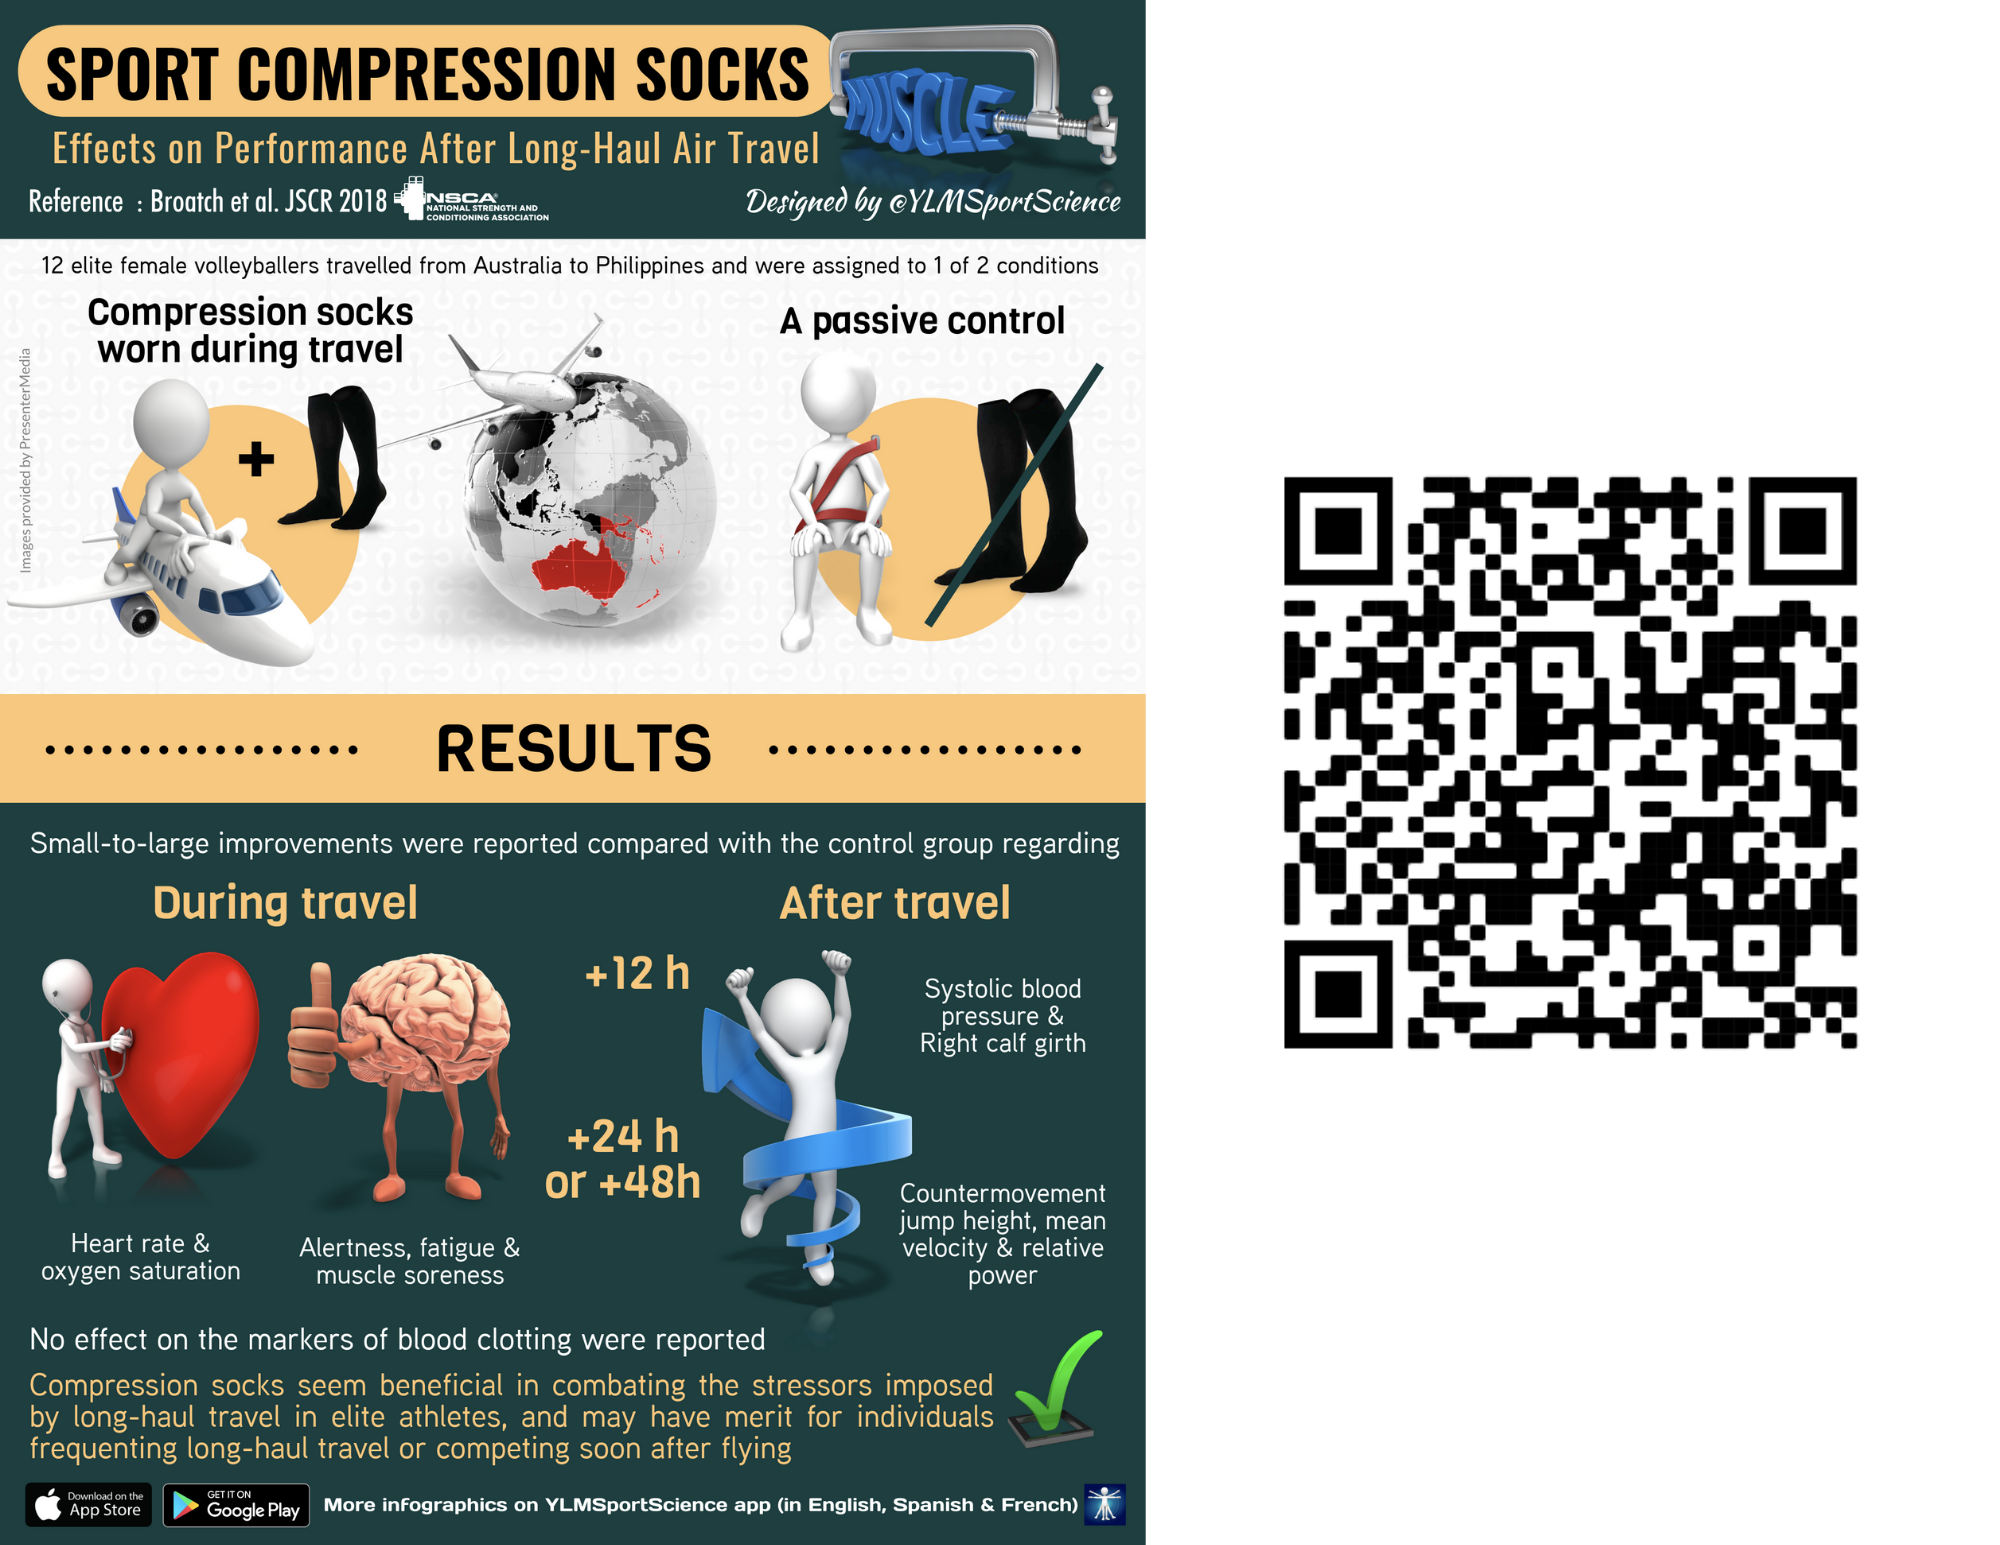 SPORT COMPRESSION SOCKS
MUSCLE
Effects on Performance After Long-Haul Air Travel
Reference : Broatch et al. JSCR 2018
NSCA
NATIONAL STRENGTH AND
CONDITIONING ASSOCIATION
Designed by @YLMSportScience
12 elite female volleyballers travelled from Australia to Philippines and were assigned to 1 of 2 conditions
Compression socks
worn during travel
+
A passive control
Images provided by PresenterMedia
RESULTS
Small-to-large improvements were reported compared with the control group regarding
During travel
Heart rate &
oxygen saturation
Alertness, fatigue &
muscle soreness
After travel
+12 h
Systolic blood
pressure &
Right calf girth
+24 h
or +48h
Countermovement
jump height, mean
velocity & relative
power
No effect on the markers of blood clotting were reported
Compression socks seem beneficial in combating the stressors imposed
by long-haul travel in elite athletes, and may have merit for individuals
frequenting long-haul travel or competing soon after flying
Download on the
App Store
GET IT ON
Google Play
More infographics on YLMSportScience app (in English, Spanish & French)